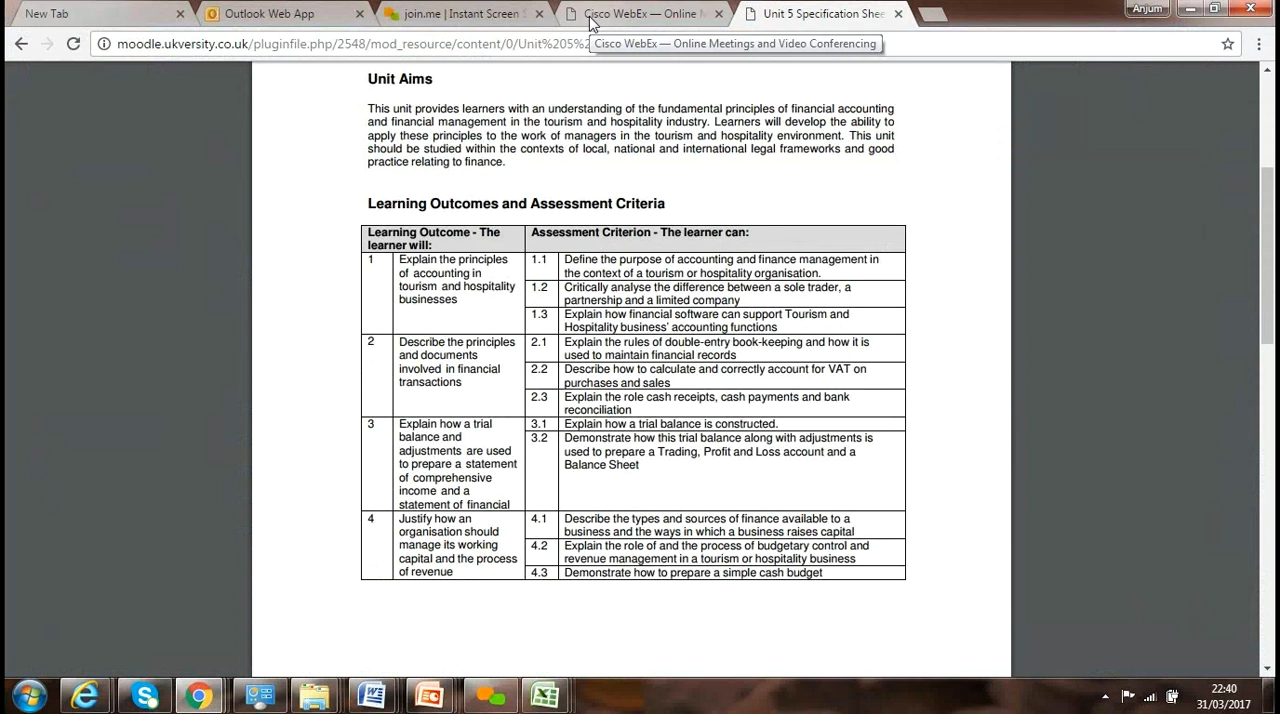 New Tab
Outlook Web App
join.me | Instant Screen S
Cisco WebEx — Online M
Unit 5 Specification Shee
Anjum
moodle.ukversity.co.uk/pluginfile.php/2548/mod_resource/content/0/Unit%205%2
Cisco WebEx — Online Meetings and Video Conferencing
Unit Aims
This unit provides learners with an understanding of the fundamental principles of financial accounting
and financial management in the tourism and hospitality industry. Learners will develop the ability to
apply these principles to the work of managers in the tourism and hospitality environment. This unit
should be studied within the contexts of local, national and international legal frameworks and good
practice relating to finance.
Learning Outcomes and Assessment Criteria
Learning Outcome - The
learner will:
Assessment Criterion - The learner can:
1
Explain the principles
of accounting in
tourism and hospitality
businesses
1.1 Define the purpose of accounting and finance management in
the context of a tourism or hospitality organisation.
1.2 Critically analyse the difference between a sole trader, a
partnership and a limited company
1.3 Explain how financial software can support Tourism and
Hospitality business' accounting functions
2
Describe the principles
and documents
involved in financial
transactions
2.1 Explain the rules of double-entry book-keeping and how it is
used to maintain financial records
2.2 Describe how to calculate and correctly account for VAT on
purchases and sales
2.3 Explain the role cash receipts, cash payments and bank
reconciliation
3
Explain how a trial
balance and
adjustments are used
to prepare a statement
of comprehensive
income and a
statement of financial
3.1 Explain how a trial balance is constructed.
3.2 Demonstrate how this trial balance along with adjustments is
used to prepare a Trading, Profit and Loss account and a
Balance Sheet
4
Justify how an
organisation should
manage its working
capital and the process
of revenue
4.1 Describe the types and sources of finance available to a
business and the ways in which a business raises capital
4.2 Explain the role of and the process of budgetary control and
revenue management in a tourism or hospitality business
4.3 Demonstrate how to prepare a simple cash budget
22:40
31/03/2017